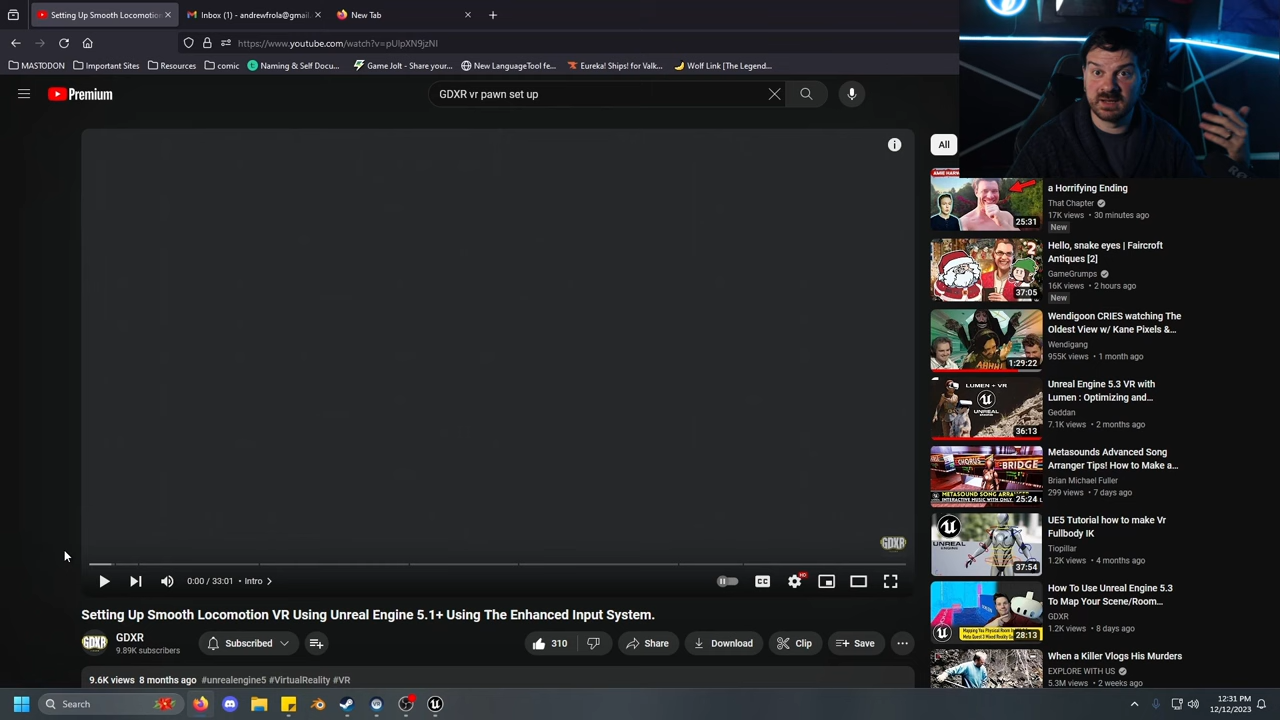 Setting Up Smooth Locomotion
Inbox (1) - andrewfrola@gmail.
New Tab
https://www.youtube.com/watch?v=
MASTODON
Important Sites
Resources
comic
Naming & Self Docu...
Share your...
New LanguageTool fe...
Eureka! Ships! for Valk...
Wolf Link [The Legend...
Premium
GDXR vr pawn set up
All
a Horrifying Ending
That Chapter
17K views • 30 minutes ago
New
25:31
Hello, snake eyes | Faircroft
Antiques [2]
GameGrumps
16K views • 2 hours ago
New
37:05
Wendigoon CRIES watching The
Oldest View w/ Kane Pixels &...
Wendigang
955K views • 1 month ago
AHHH!
1:29:22
Unreal Engine 5.3 VR with
Lumen : Optimizing and...
Geddan
7.1K views • 2 months ago
LUMEN + VR
UNREAL
36:13
Metasounds Advanced Song
Arranger Tips! How to Make a...
Brian Michael Fuller
299 views • 7 days ago
CHORUS
BRIDGE
25:24
UE5 Tutorial how to make Vr
Fullbody IK
Tiopillar
1.2K views • 4 months ago
UNREAL
37:54
How To Use Unreal Engine 5.3
To Map Your Scene/Room...
GDXR
1.2K views • 8 days ago
28:13
When a Killer Vlogs His Murders
EXPLORE WITH US
5.3M views • 2 weeks ago
GDXR
0:00 / 33:01 • Intro
HD
Setting Up Smooth Locomotion VR In Unreal Engine 5.1+ Using The Enhanced Input System.
GDXR
9.89K subscribers
Share
Download
Clip
Save
9.6K views 8 months ago #unrealengine5 #VirtualReality #VR
Search
12:31 PM
12/12/2023